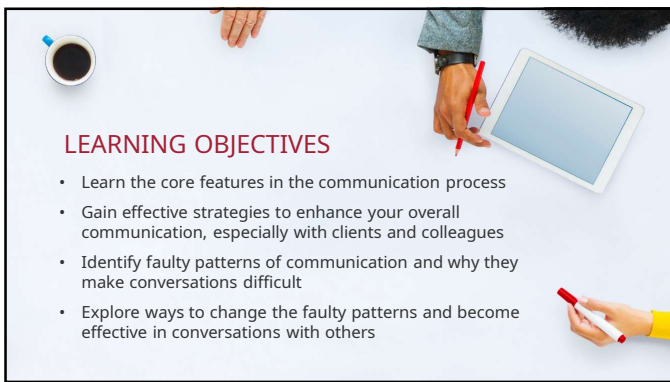 LEARNING OBJECTIVES
• Learn the core features in the communication process
• Gain effective strategies to enhance your overall
communication, especially with clients and colleagues
• Identify faulty patterns of communication and why they
make conversations difficult
• Explore ways to change the faulty patterns and become
effective in conversations with others